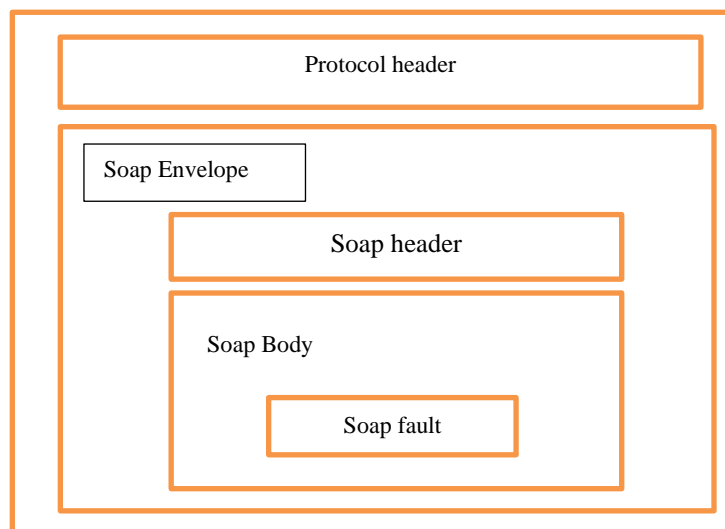 Protocol header
Soap Envelope
Soap header
Soap Body
Soap fault